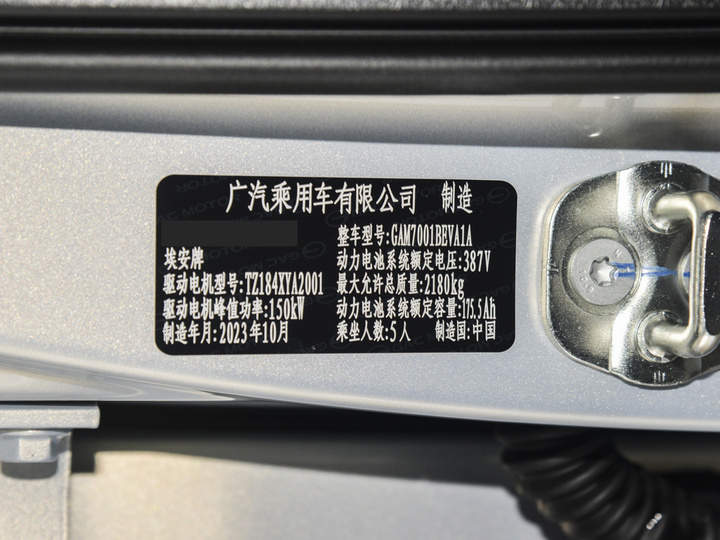 广汽乘用车有限公司 制造
整车型号:GAM7001BEVA1A
埃安牌 动力电池系统额定电压:387V
驱动电机型号:TZ184XYA2001 最大允许总质量:2180kg
驱动电机峰值功率:150kW 动力电池系统额定容量:175.5Ah
制造年月:2023年10月 乘坐人数:5人 制造国:中国